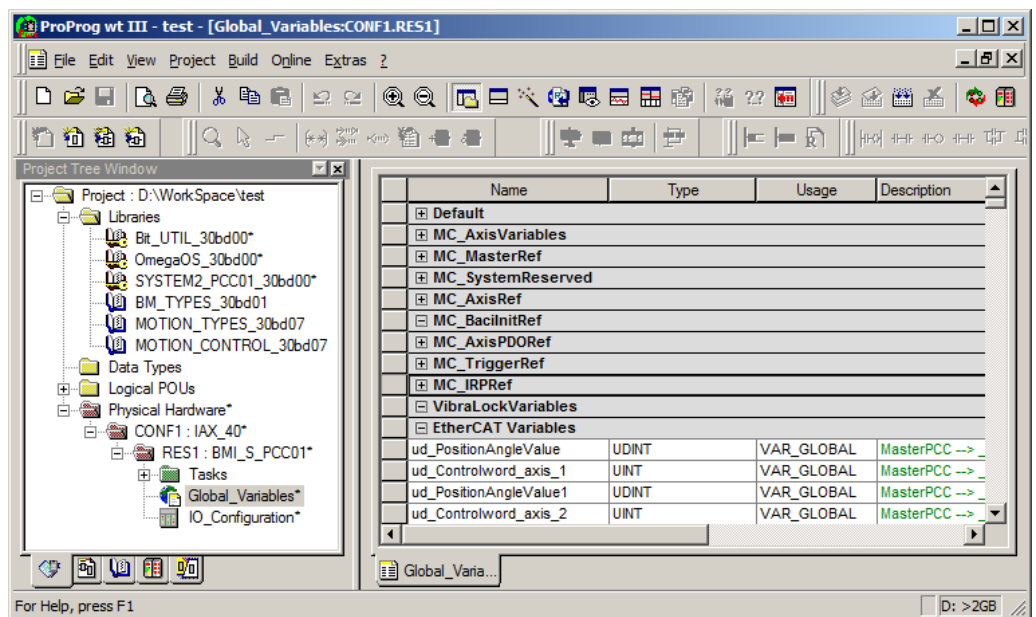 ProProg wt III - test - [Global_Variables:CONF1.RES1]
File Edit View Project Build Online Extras ?
Project Tree Window
Project : D:\WorkSpace\test
Libraries
Bit_UTIL_30bd00*
OmegaOS_30bd00*
SYSTEM2_PCC01_30bd00*
BM_TYPES_30bd01
MOTION_TYPES_30bd07
MOTION_CONTROL_30bd07
Data Types
Logical POUs
Physical Hardware*
CONF1 : IAX_40*
RES1 : BMI_S_PCC01*
Tasks
Global_Variables*
IO_Configuration*
Name Type Usage Description
Default
MC_AxisVariables
MC_MasterRef
MC_SystemReserved
MC_AxisRef
MC_BaciInitRef
MC_AxisPDORef
MC_TriggerRef
MC_IRPRef
VibraLockVariables
EtherCAT Variables
ud_PositionAngleValue UDINT VAR_GLOBAL MasterPCC --> _
ud_Controlword_axis_1 UINT VAR_GLOBAL MasterPCC --> _
ud_PositionAngleValue1 UDINT VAR_GLOBAL MasterPCC --> _
ud_Controlword_axis_2 UINT VAR_GLOBAL MasterPCC --> _
Global_Varia...
For Help, press F1
D: >2GB